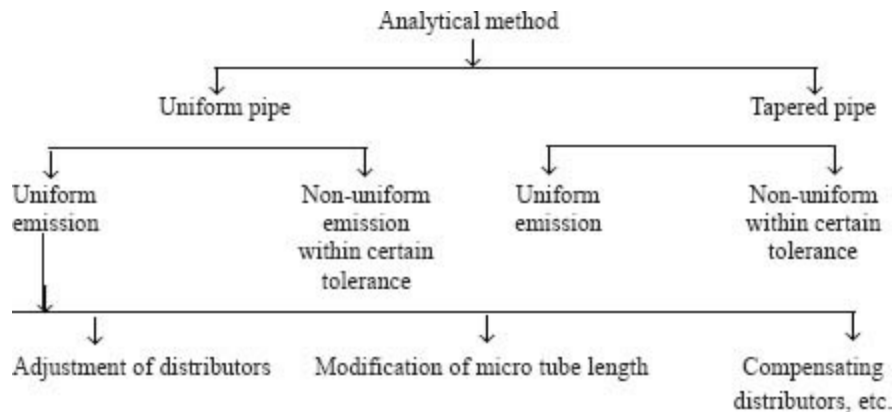 Analytical method
Uniform pipe
Tapered pipe
Uniform
emission
Non-uniform
emission
within certain
tolerance
Uniform
emission
Non-uniform
within certain
tolerance
Adjustment of distributors
Modification of micro tube length
Compensating
distributors, etc.